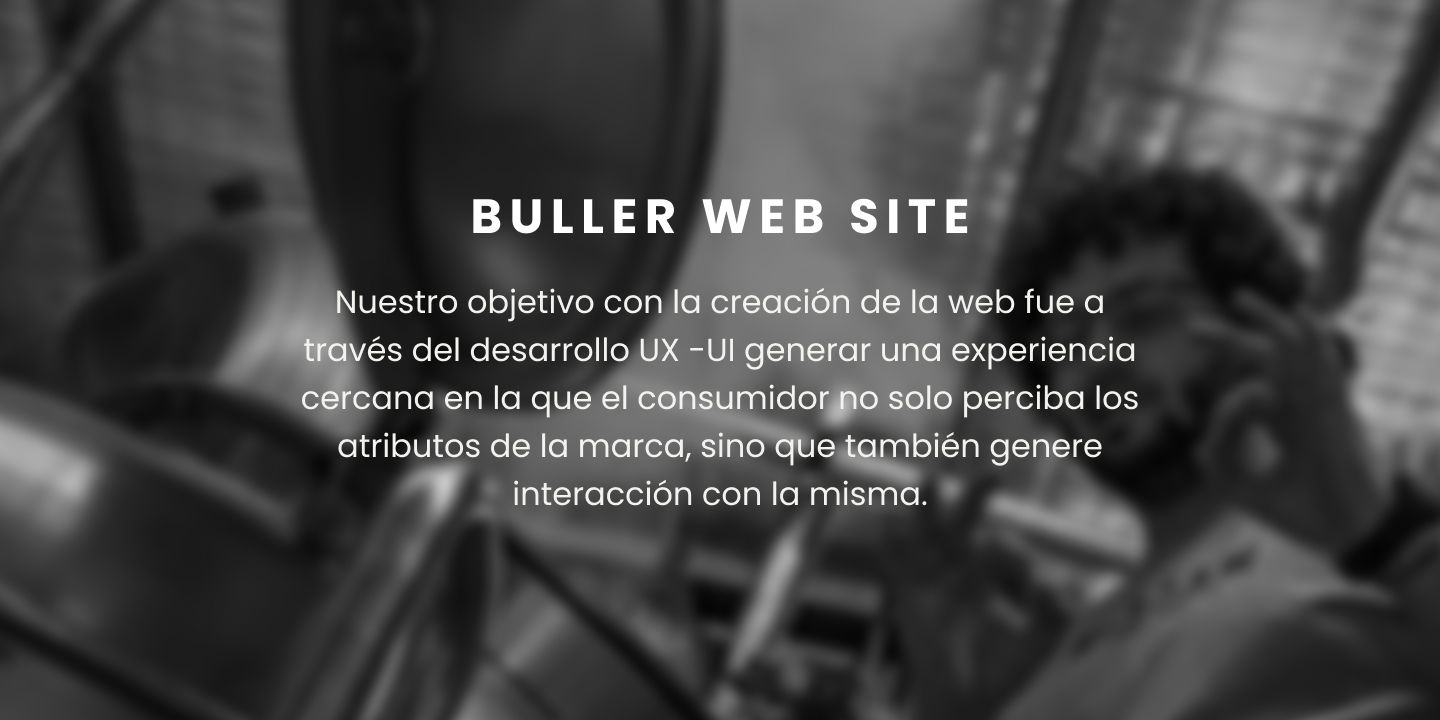 BULLER WEB SITE
Nuestro objetivo con la creación de la web fue a
través del desarrollo UX -UI generar una experiencia
cercana en la que el consumidor no solo perciba los
atributos de la marca, sino que también genere
interacción con la misma.